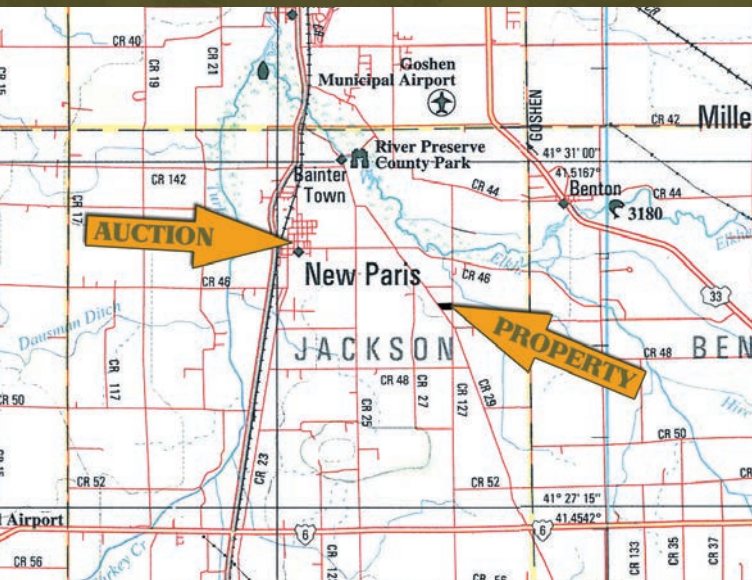 CR 40
CR 21
CR 19
Goshen
Municipal Airport
GOSHEN
CR 42
Mille
41° 31' 00"
41.5167°
River Preserve
County Park
Bainter
Town
CR 142
CR 44
Benton
CR 44
3180
CR 17
AUCTION
New Paris
CR 46
CR 46
33
Dausman Ditch
PROPERTY
JACKSON
CR 48
BEN
CR 117
CR 48
CR 25
CR 27
CR 127
CR 29
CR 50
CR 50
CR 23
CR 52
CR 52
41° 27' 15"
41.4542°
Airport
6
6
CR 56
CR 133
CR 35
CR 37